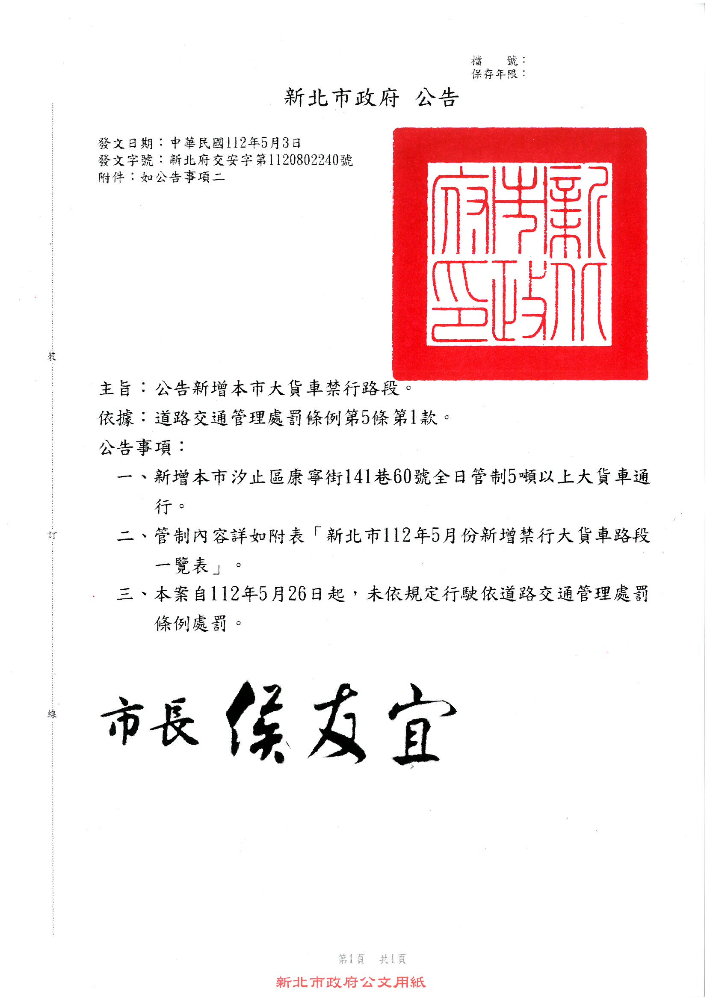 檔　　號：
保存年限：
新北市政府 公告
發文日期：中華民國112年5月3日
發文字號：新北府交安字第1120802240號
附件：如公告事項二
新北市政府印
主旨：公告新增本市大貨車禁行路段。
依據：道路交通管理處罰條例第5條第1款。
公告事項：
一、新增本市汐止區康寧街141巷60號全日管制5噸以上大貨車通
行。
二、管制內容詳如附表「新北市112年5月份新增禁行大貨車路段
一覽表」。
三、本案自112年5月26日起，未依規定行駛依道路交通管理處罰
條例處罰。
市長 侯友宜
裝
訂
線
第1頁　共1頁
新北市政府公文用紙